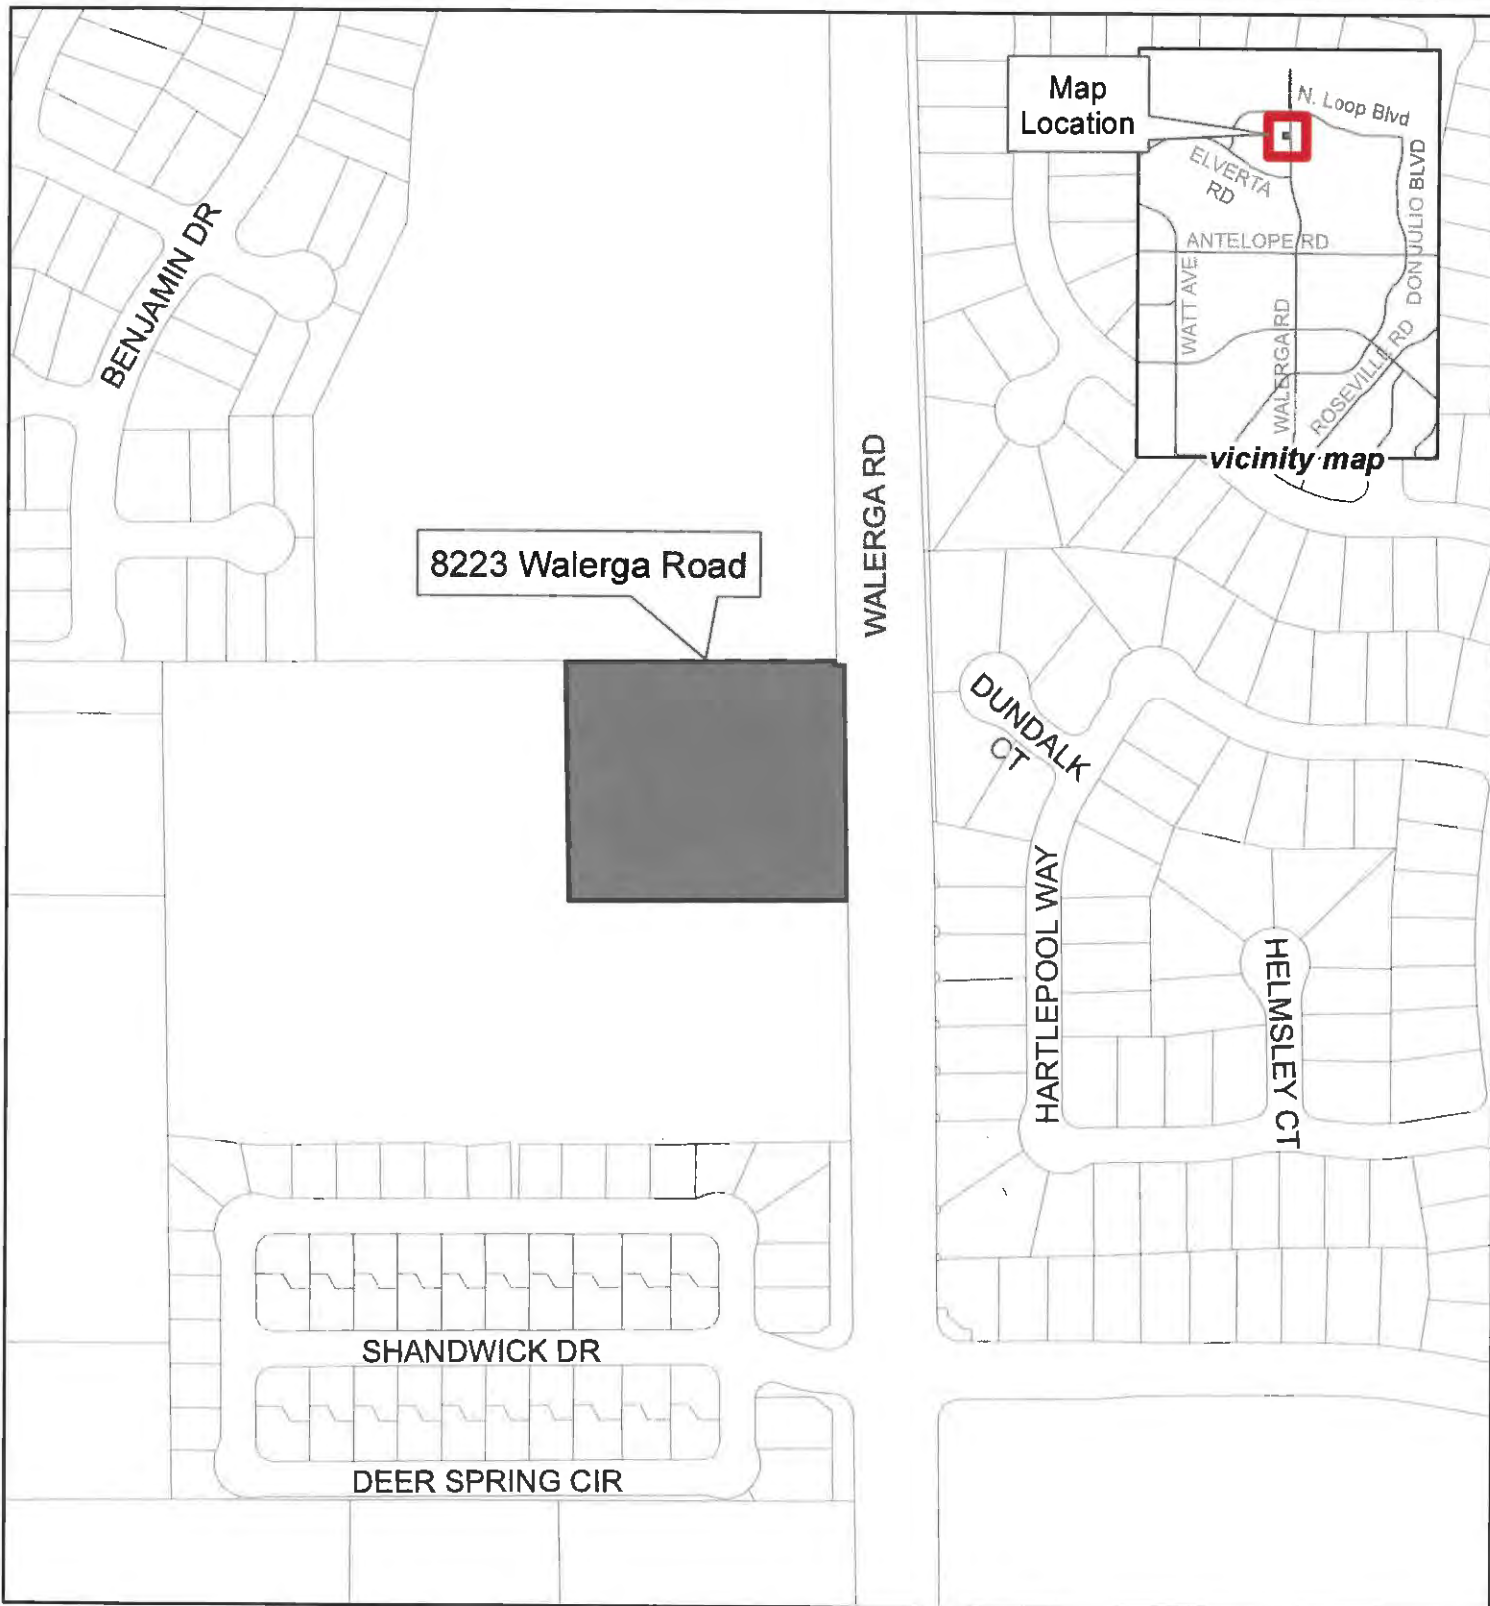 Map
Location
N. Loop Blvd
ELVERTA
RD
ANTELOPE RD
WATT AVE
WALERGA RD
DON JULIO BLVD
ROSEVILLE RD
vicinity map
BENJAMIN DR
WALERGA RD
8223 Walerga Road
DUNDALK
CT
HARTLEPOOL WAY
HELMSLEY CT
SHANDWICK DR
DEER SPRING CIR